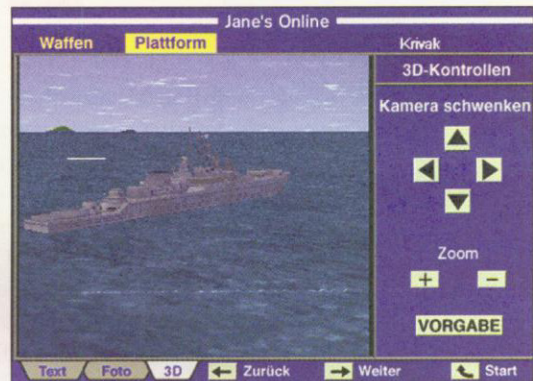 Jane's Online
Waffen Plattform Krivak
3D-Kontrollen
Kamera schwenken
Zoom
+ −
VORGABE
Text Foto 3D Zurück Weiter Start